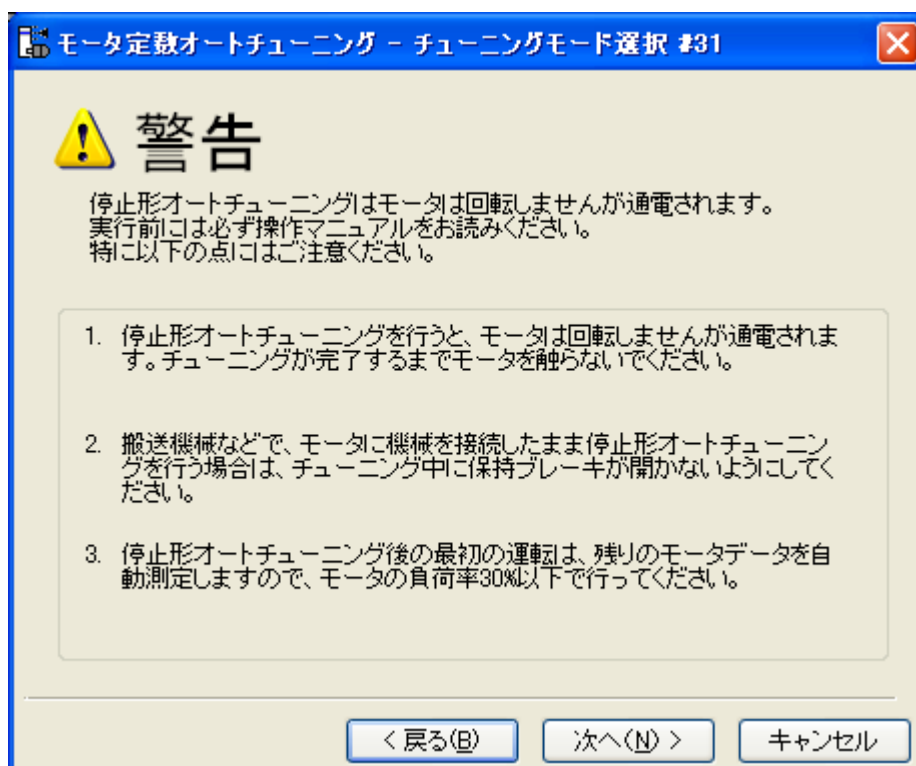 モータ定数オートチューニング - チューニングモード選択 #31
警告
停止形オートチューニングはモータは回転しませんが通電されます。
実行前には必ず操作マニュアルをお読みください。
特に以下の点にはご注意ください。
1. 停止形オートチューニングを行うと、モータは回転しませんが通電されま
す。チューニングが完了するまでモータを触らないでください。
2. 搬送機械などで、モータに機械を接続したまま停止形オートチューニン
グを行う場合は、チューニング中に保持ブレーキが開かないようにしてく
ださい。
3. 停止形オートチューニング後の最初の運転は、残りのモータデータを自
動測定しますので、モータの負荷率30%以下で行ってください。
< 戻る(B) 次へ(N) > キャンセル